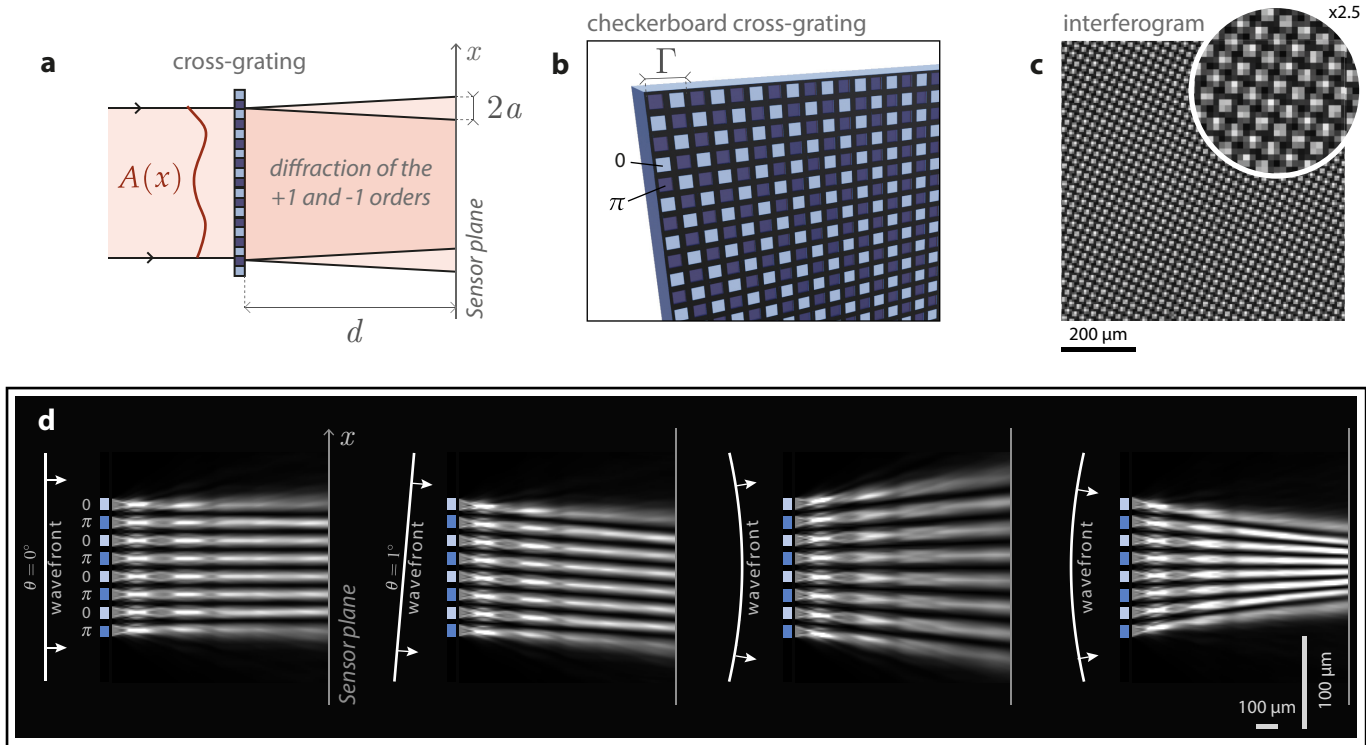 a
cross-grating
x
2a
A(x)
diffraction of the
+1 and -1 orders
Sensor plane
d
b
checkerboard cross-grating
Γ
0
π
c
interferogram
x2.5
200 µm
d
x
θ = 0°
wavefront
0
π
0
π
0
π
0
π
Sensor plane
θ = 1°
wavefront
wavefront
wavefront
100 µm
100 µm